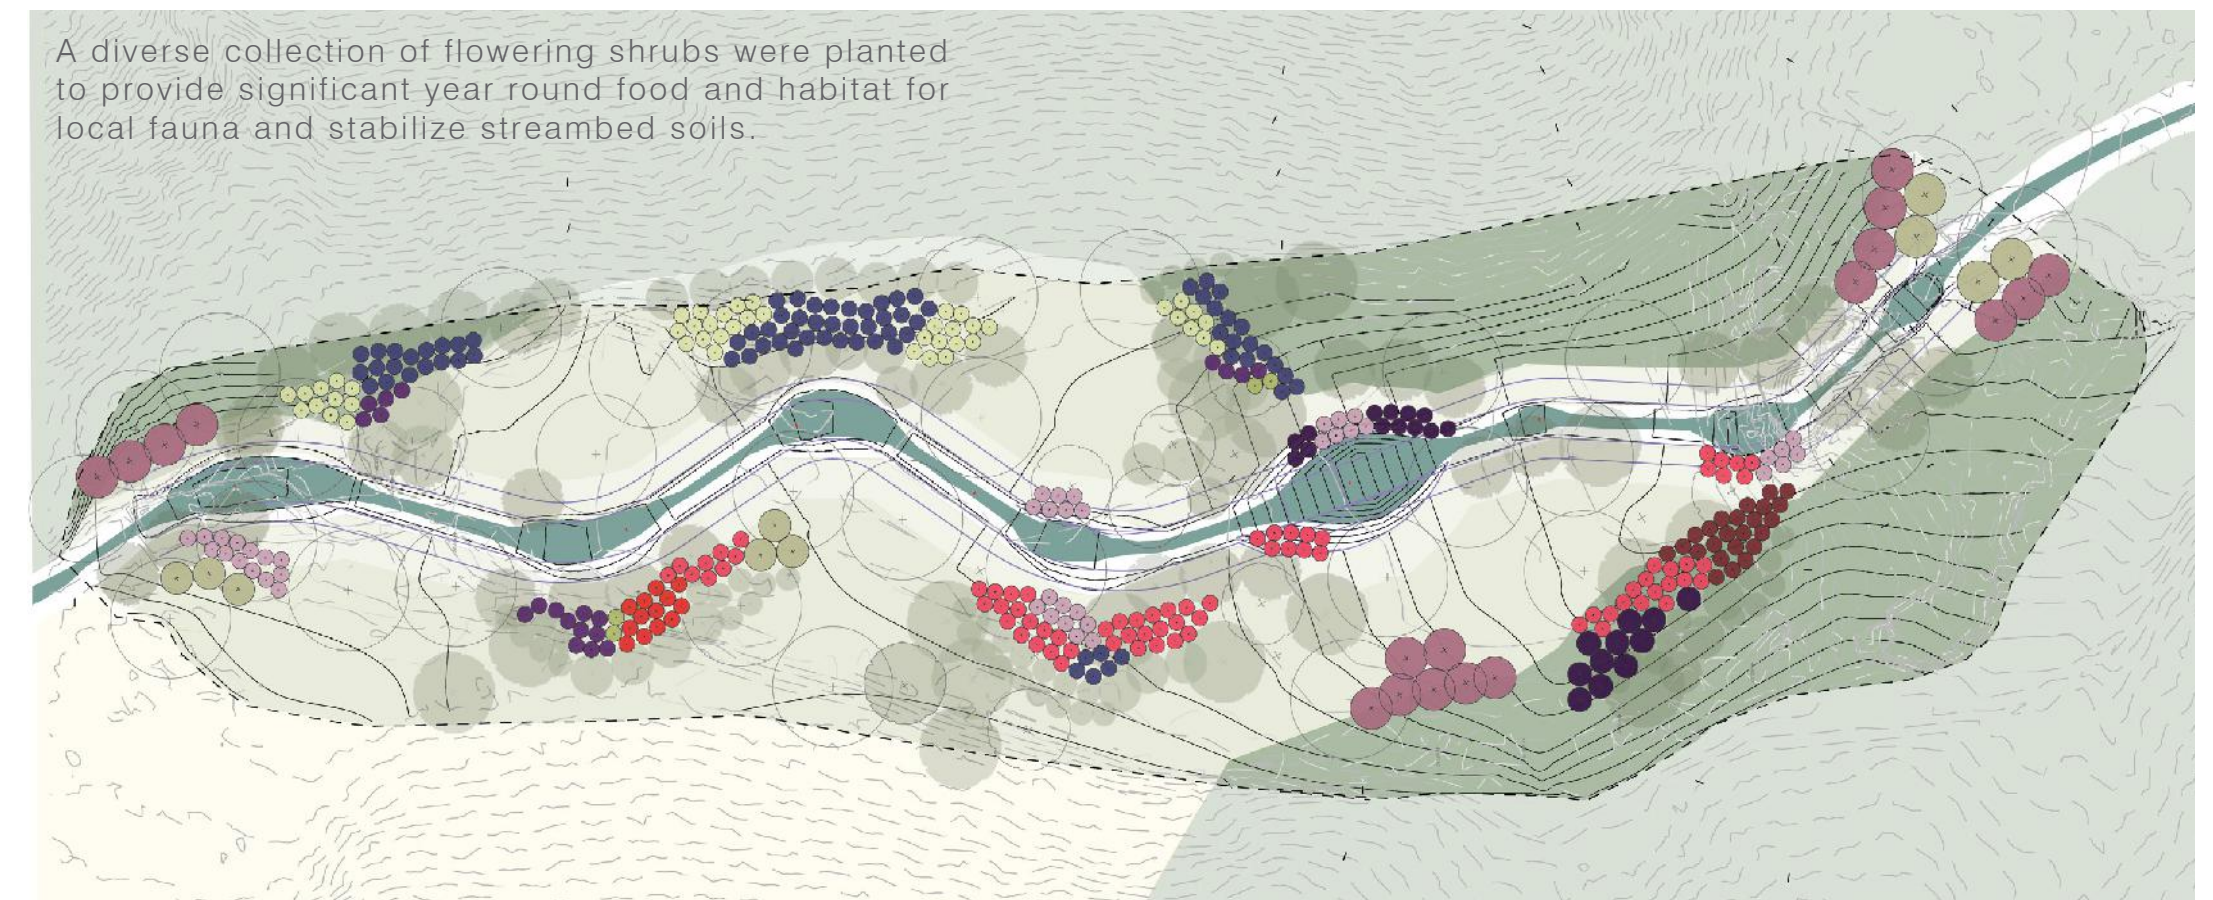 A diverse collection of flowering shrubs were planted
to provide significant year round food and habitat for
local fauna and stabilize streambed soils.